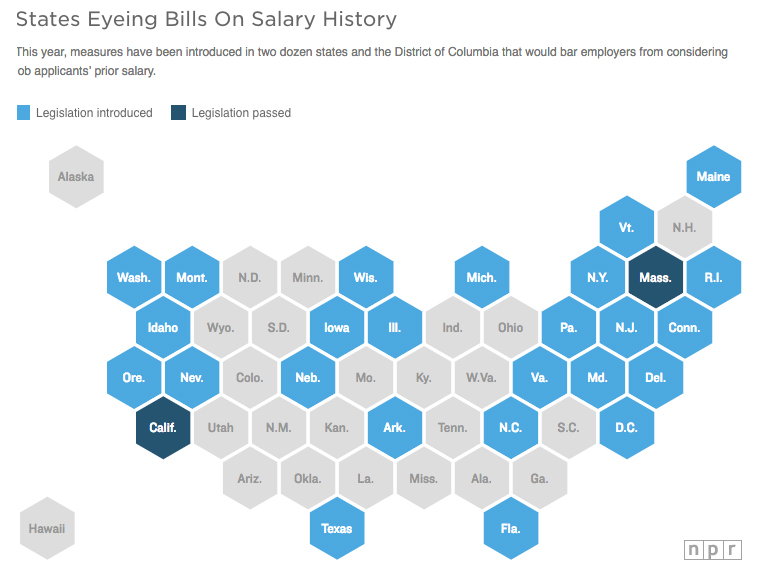 States Eyeing Bills On Salary History
This year, measures have been introduced in two dozen states and the District of Columbia that would bar employers from considering
ob applicants' prior salary.
Legislation introduced Legislation passed
Alaska Maine
Vt. N.H.
Wash. Mont. N.D. Minn. Wis. Mich. N.Y. Mass. R.I.
Idaho Wyo. S.D. Iowa Ill. Ind. Ohio Pa. N.J. Conn.
Ore. Nev. Colo. Neb. Mo. Ky. W.Va. Va. Md. Del.
Calif. Utah N.M. Kan. Ark. Tenn. N.C. S.C. D.C.
Ariz. Okla. La. Miss. Ala. Ga.
Hawaii Texas Fla.
npr